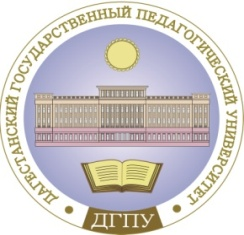 ДАГЕСТАНСКИЙ ГОСУДАРСТВЕННЫЙ ПЕДАГОГИЧЕСКИЙ УНИВЕРСИТЕТ
ДГПУ